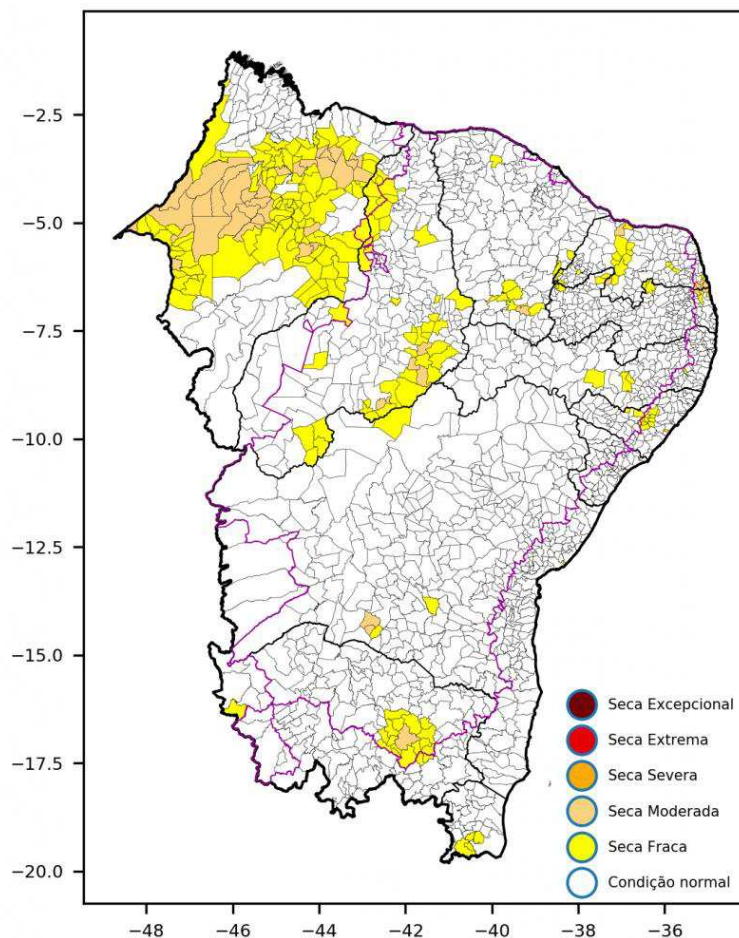 −2.5
−5.0
−7.5
−10.0
−12.5
−15.0
−17.5
−20.0
Seca Excepcional
Seca Extrema
Seca Severa
Seca Moderada
Seca Fraca
Condição normal
−48
−46
−44
−42
−40
−38
−36